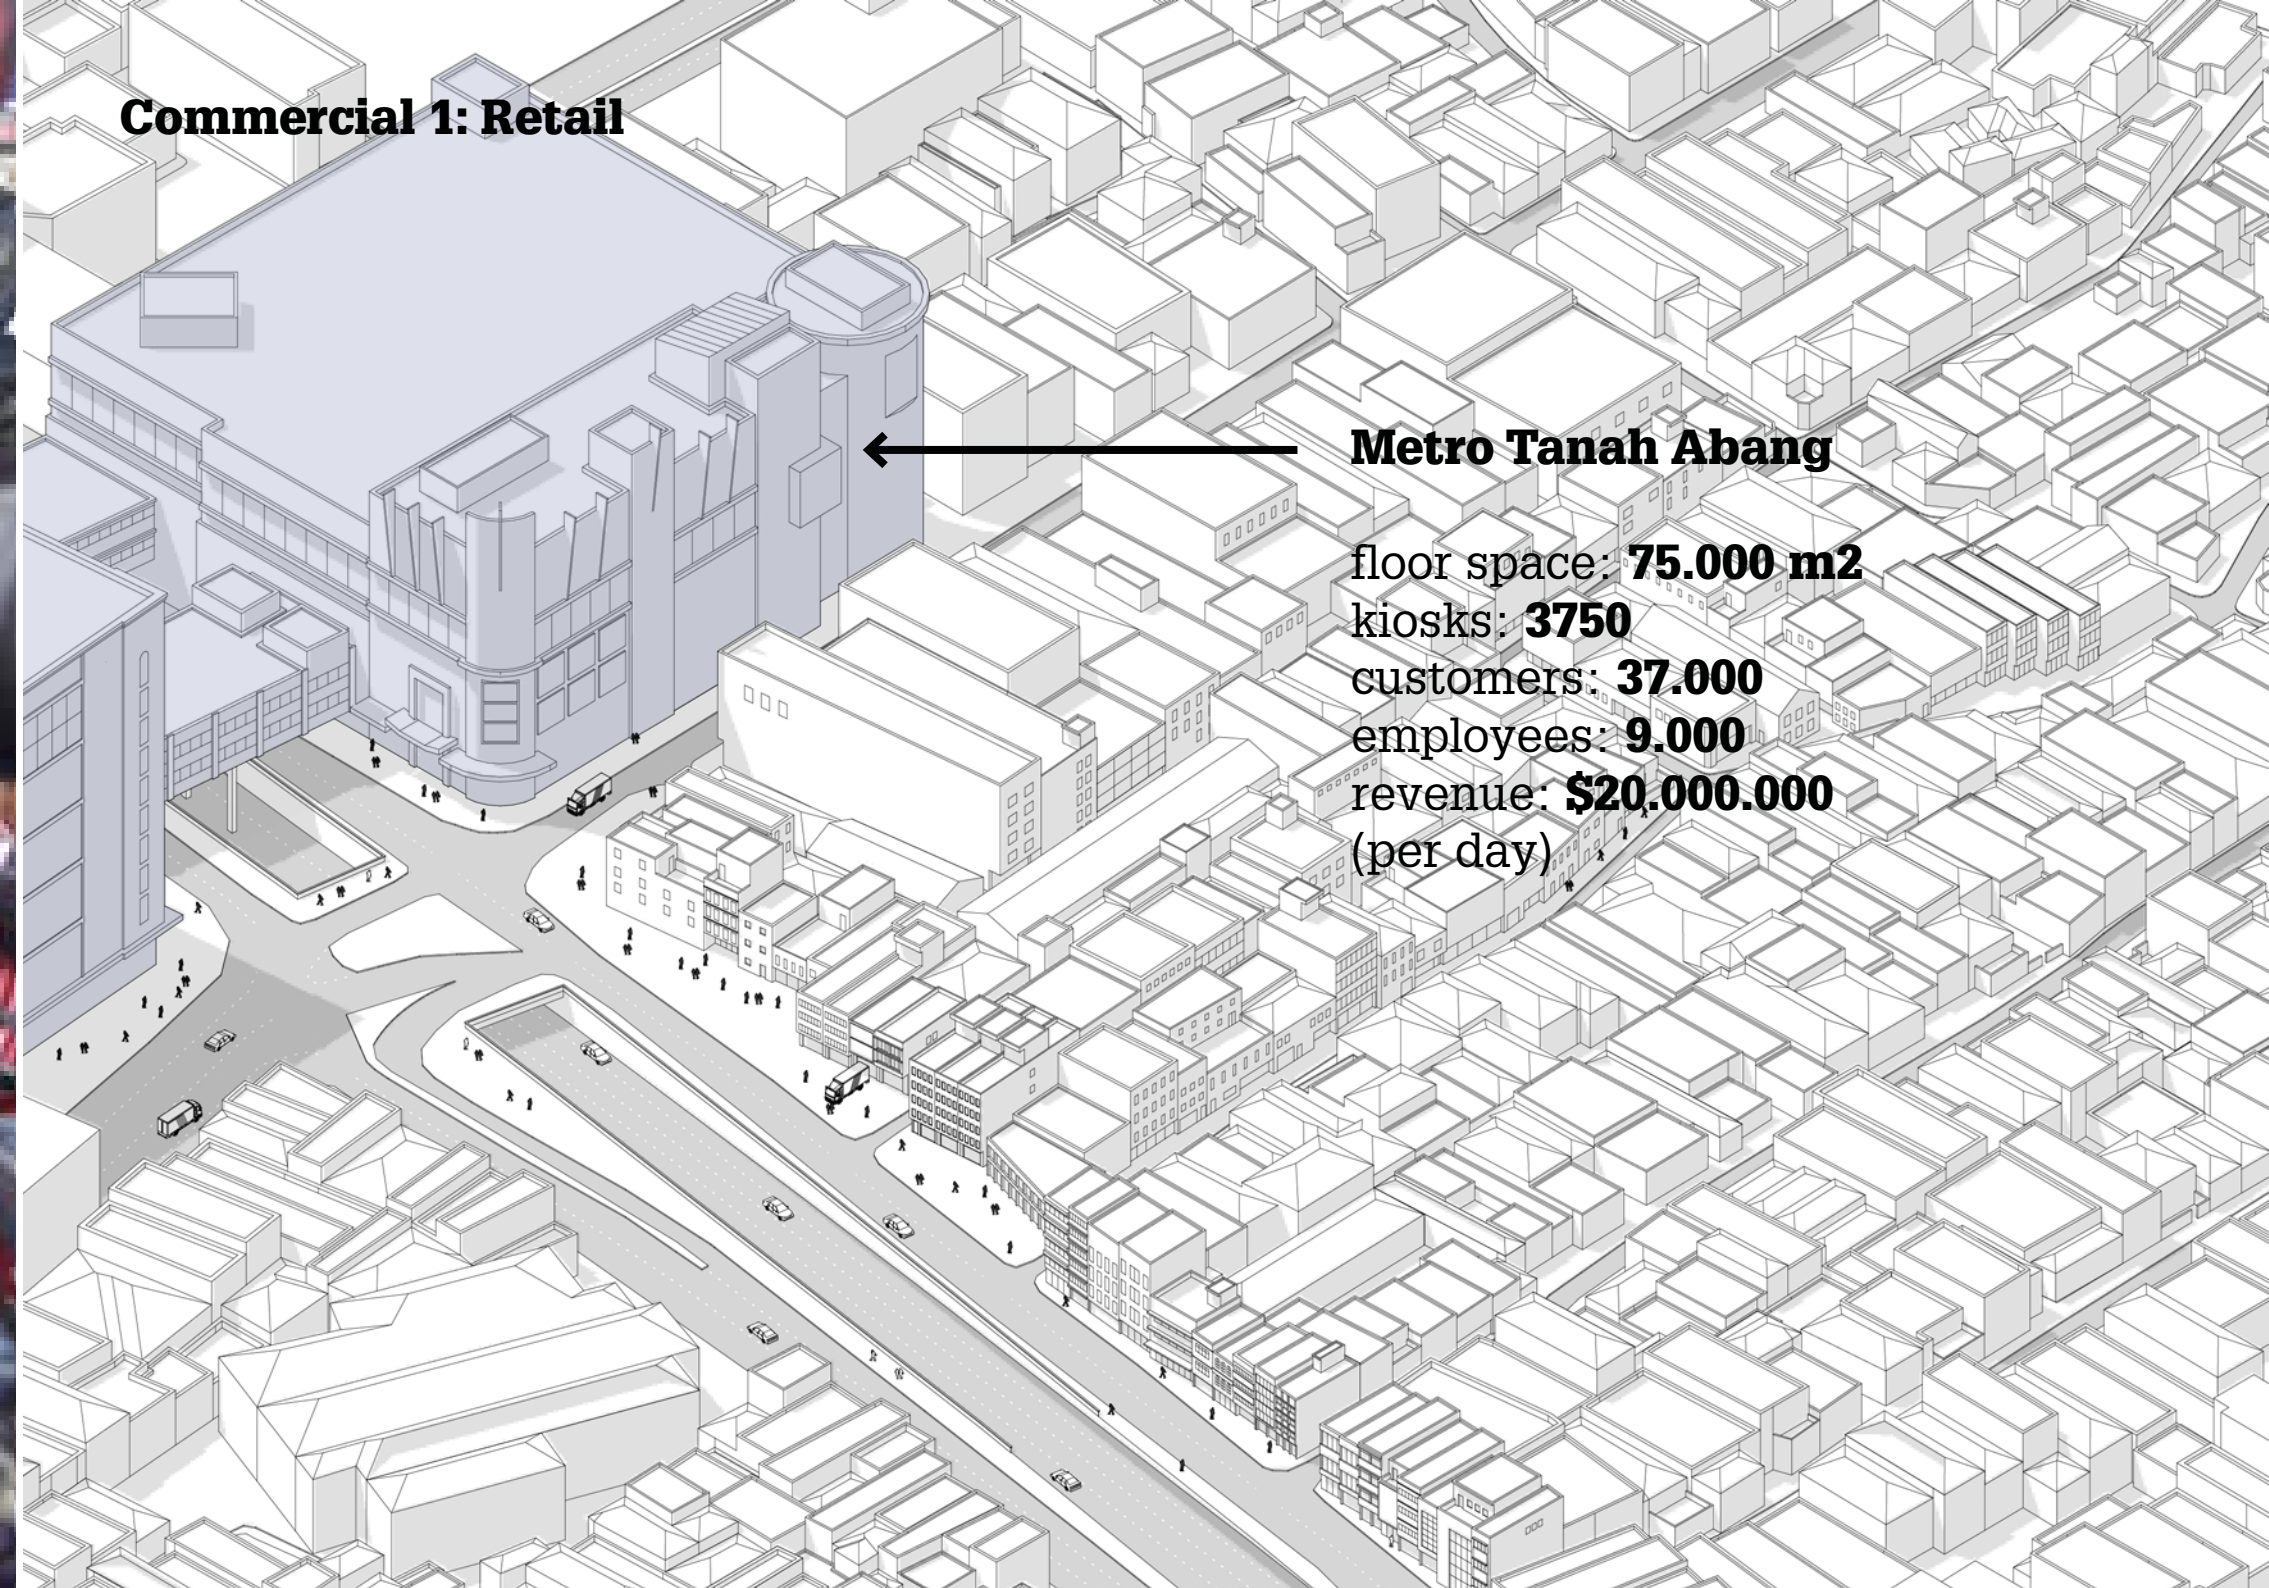 Commercial 1: Retail
Metro Tanah Abang
floor space: 75.000 m2
kiosks: 3750
customers: 37.000
employees: 9.000
revenue: $20.000.000
(per day)